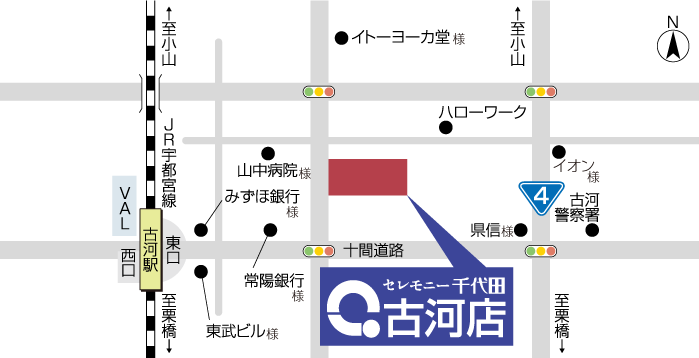 ←至小山
←至小山
N
イトーヨーカ堂様
ハローワーク
JR宇都宮線
山中病院様
イオン様
VAL
みずほ銀行様
4
古河警察署
古河駅
東口
西口
県信様
十間道路
常陽銀行様
セレモニー千代田
古河店
東武ビル様
至栗橋→
至栗橋→